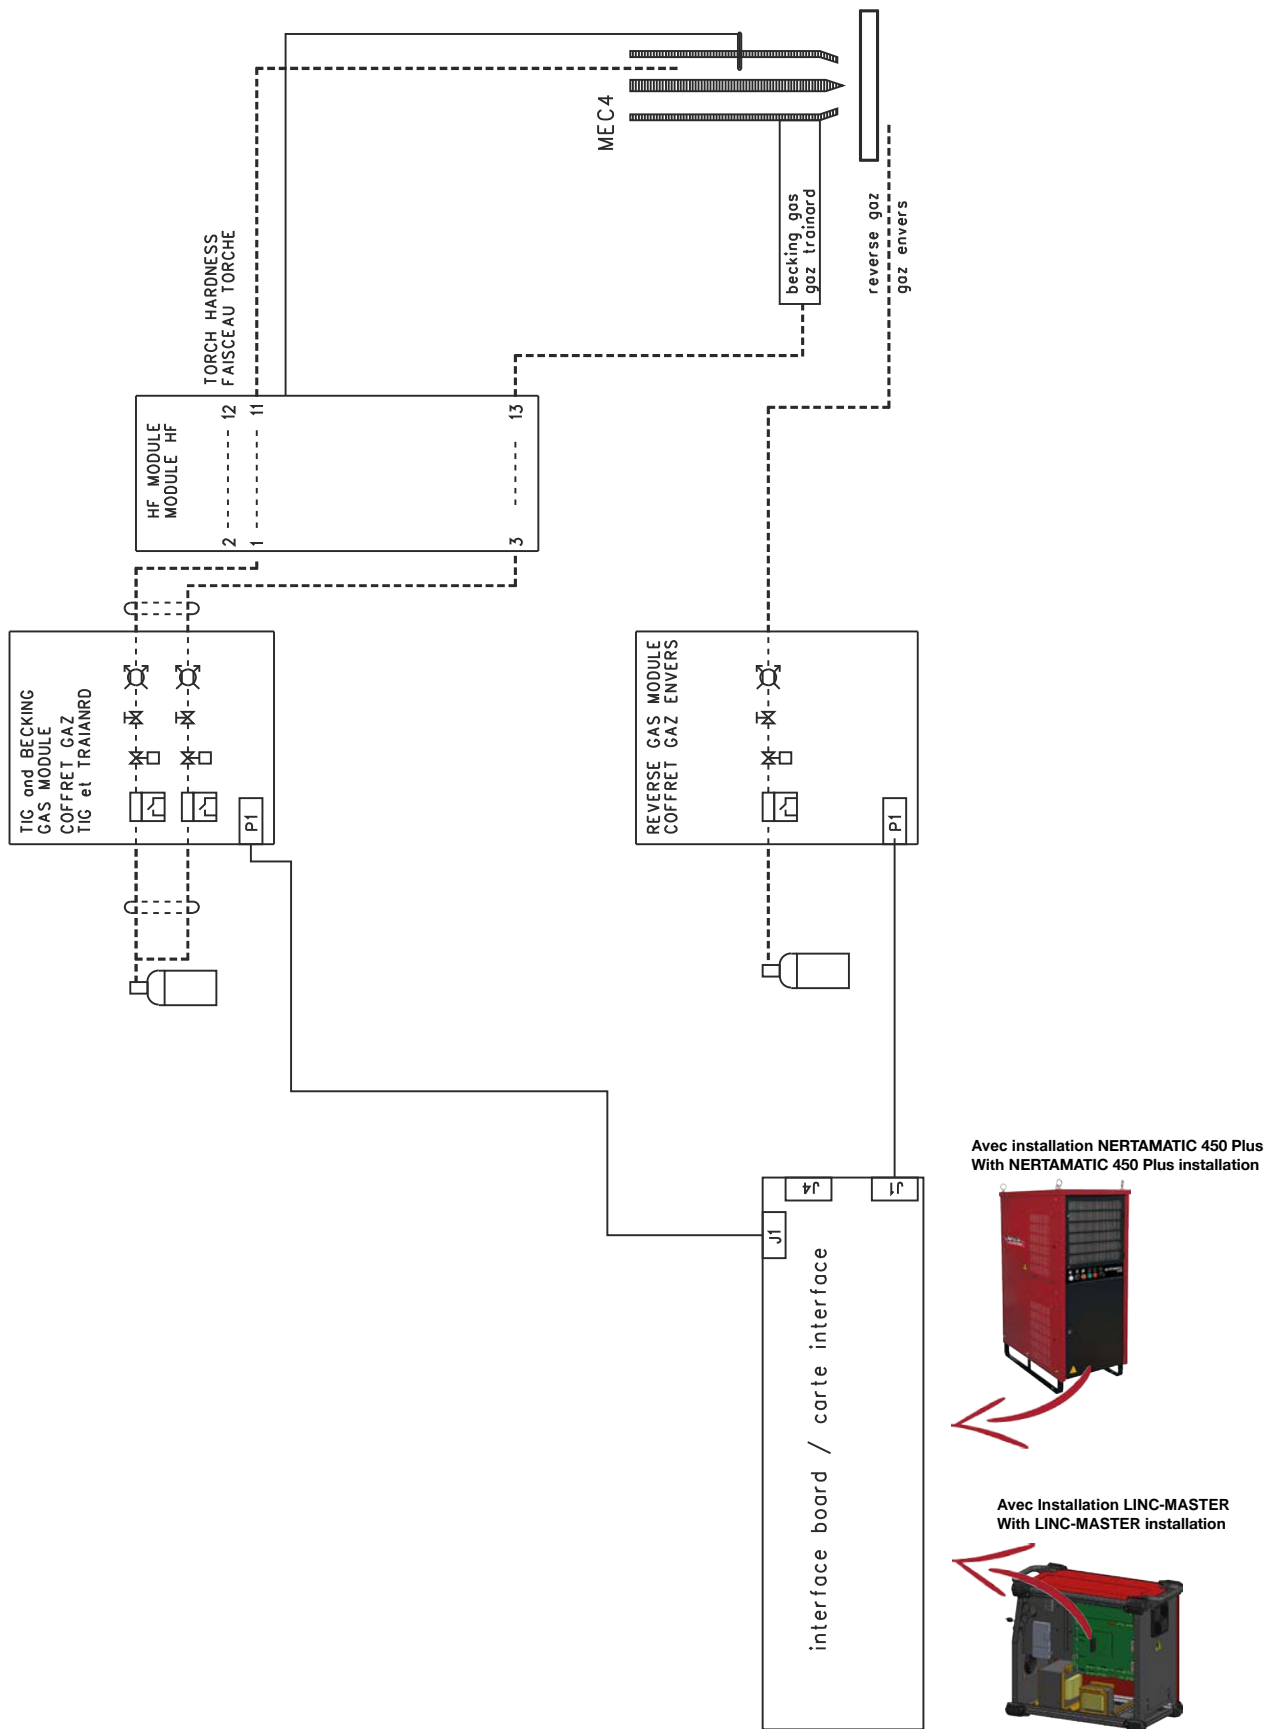 MEC4
becking gas
gaz trainard
reverse gaz
gaz envers
TORCH HARDNESS
FAISCEAU TORCHE
HF MODULE
MODULE HF
2 12
1 11
3 13
TIG and BECKING
GAS MODULE
COFFRET GAZ
TIG et TRAIANRD
P1
REVERSE GAS MODULE
COFFRET GAZ ENVERS
P1
J4
J1
J1
interface board / carte interface
Avec installation NERTAMATIC 450 Plus
With NERTAMATIC 450 Plus installation
Avec Installation LINC-MASTER
With LINC-MASTER installation